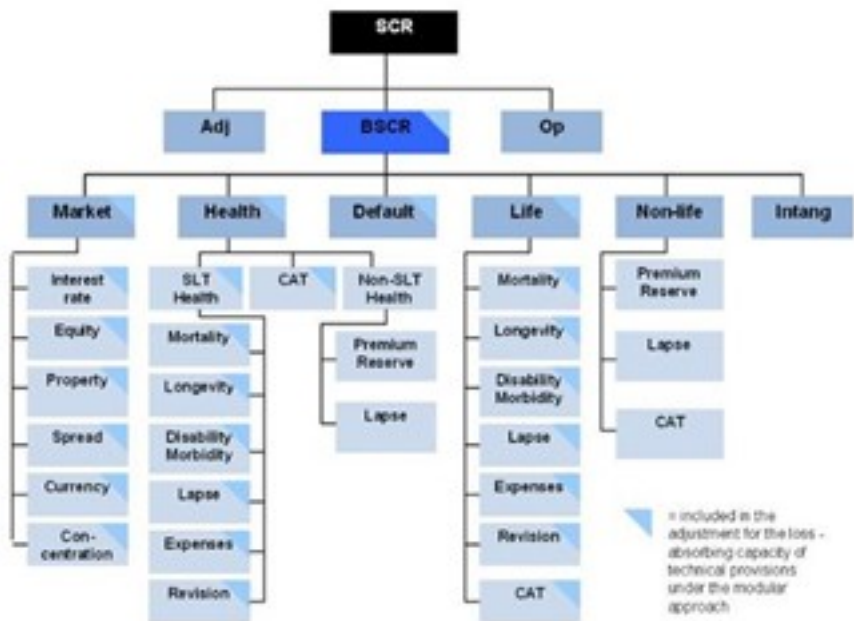 SCR
Adj
BSCR
Op
Market
Health
Default
Life
Non-life
Intang
Interest
rate
Equity
Property
Spread
Currency
Con-
centration
SLT
Health
CAT
Non-SLT
Health
Mortality
Longevity
Disability
Morbidity
Lapse
Expenses
Revision
Premium
Reserve
Lapse
Mortality
Longevity
Disability
Morbidity
Lapse
Expenses
Revision
CAT
Premium
Reserve
Lapse
CAT
= included in the
adjustment for the loss -
absorbing capacity of
technical provisions
under the modular
approach